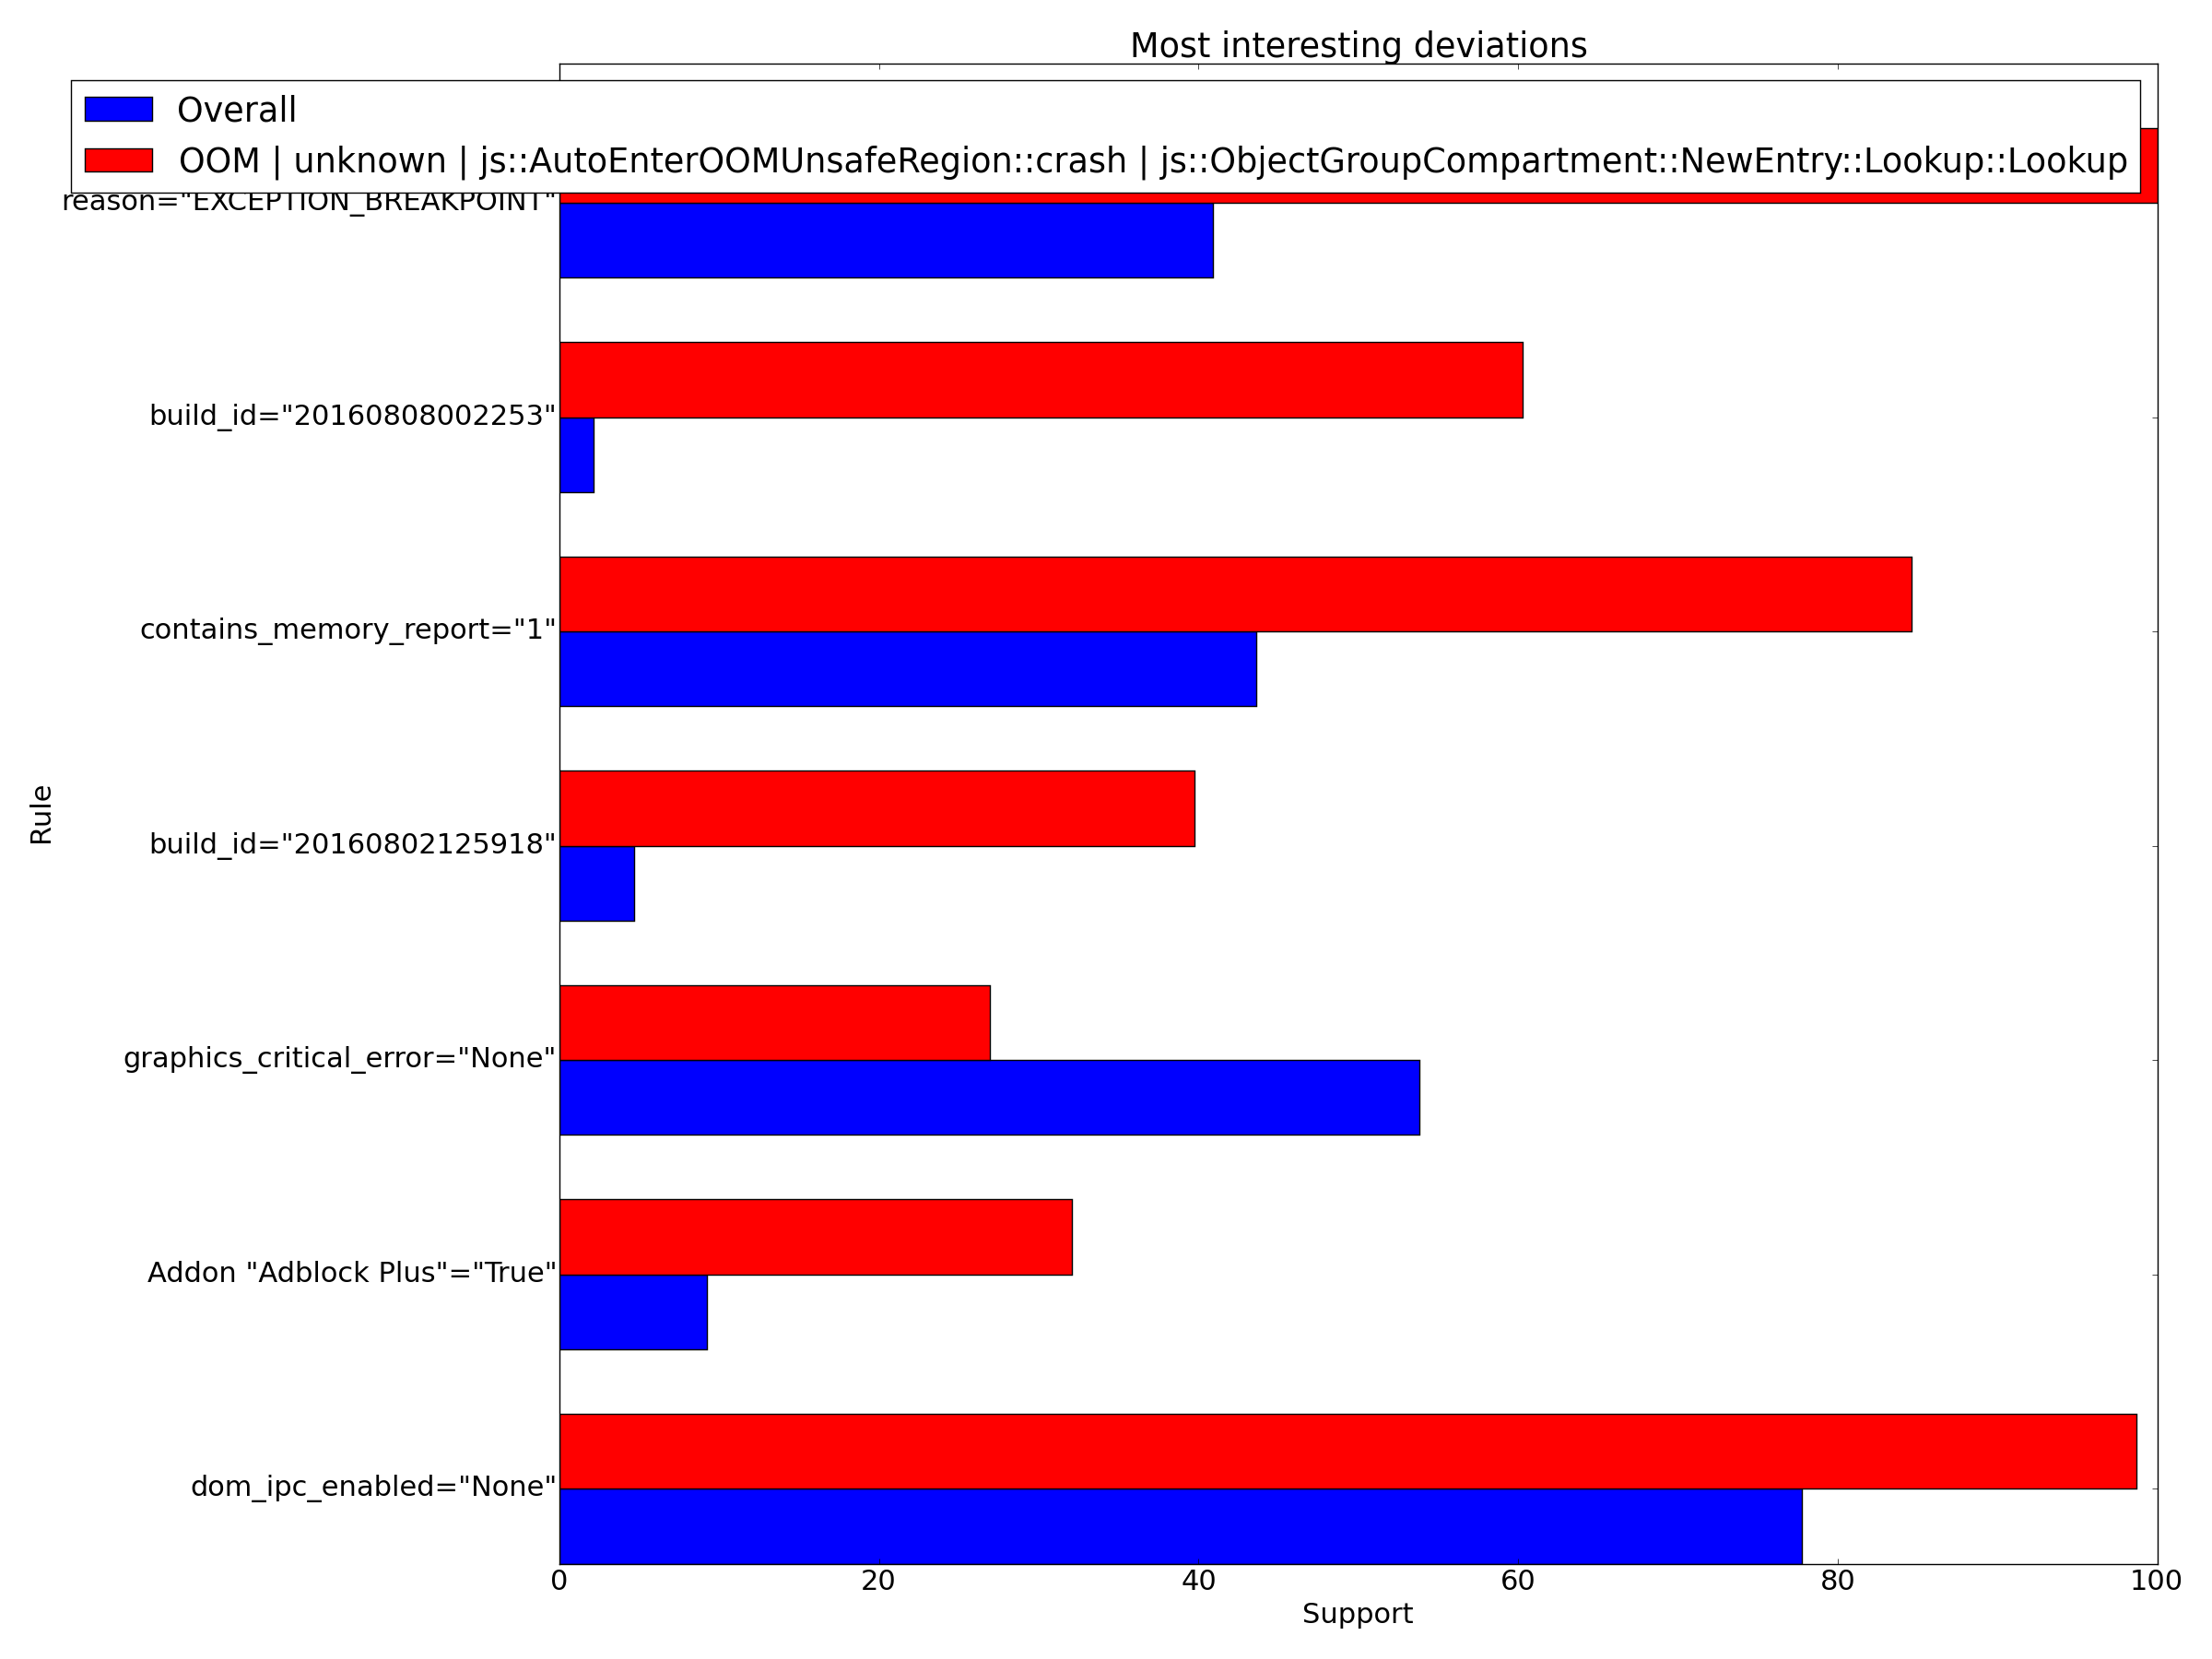 Most interesting deviations
Overall
OOM | unknown | js::AutoEnterOOMUnsafeRegion::crash | js::ObjectGroupCompartment::NewEntry::Lookup::Lookup
reason="EXCEPTION_BREAKPOINT"
build_id="20160808002253"
contains_memory_report="1"
build_id="20160802125918"
graphics_critical_error="None"
Addon "Adblock Plus"="True"
dom_ipc_enabled="None"
Rule
0 20 40 60 80 100
Support